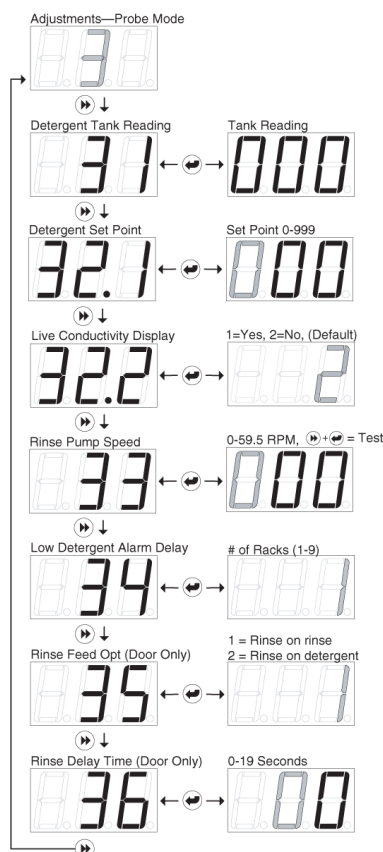 Adjustments—Probe Mode
3
Detergent Tank Reading
Tank Reading
31
000
Detergent Set Point
Set Point 0-999
32.1
000
Live Conductivity Display
1=Yes, 2=No, (Default)
32.2
2
Rinse Pump Speed
0-59.5 RPM, + = Test
33
000
Low Detergent Alarm Delay
# of Racks (1-9)
34
1
Rinse Feed Opt (Door Only)
1 = Rinse on rinse
2 = Rinse on detergent
35
1
Rinse Delay Time (Door Only)
0-19 Seconds
36
00